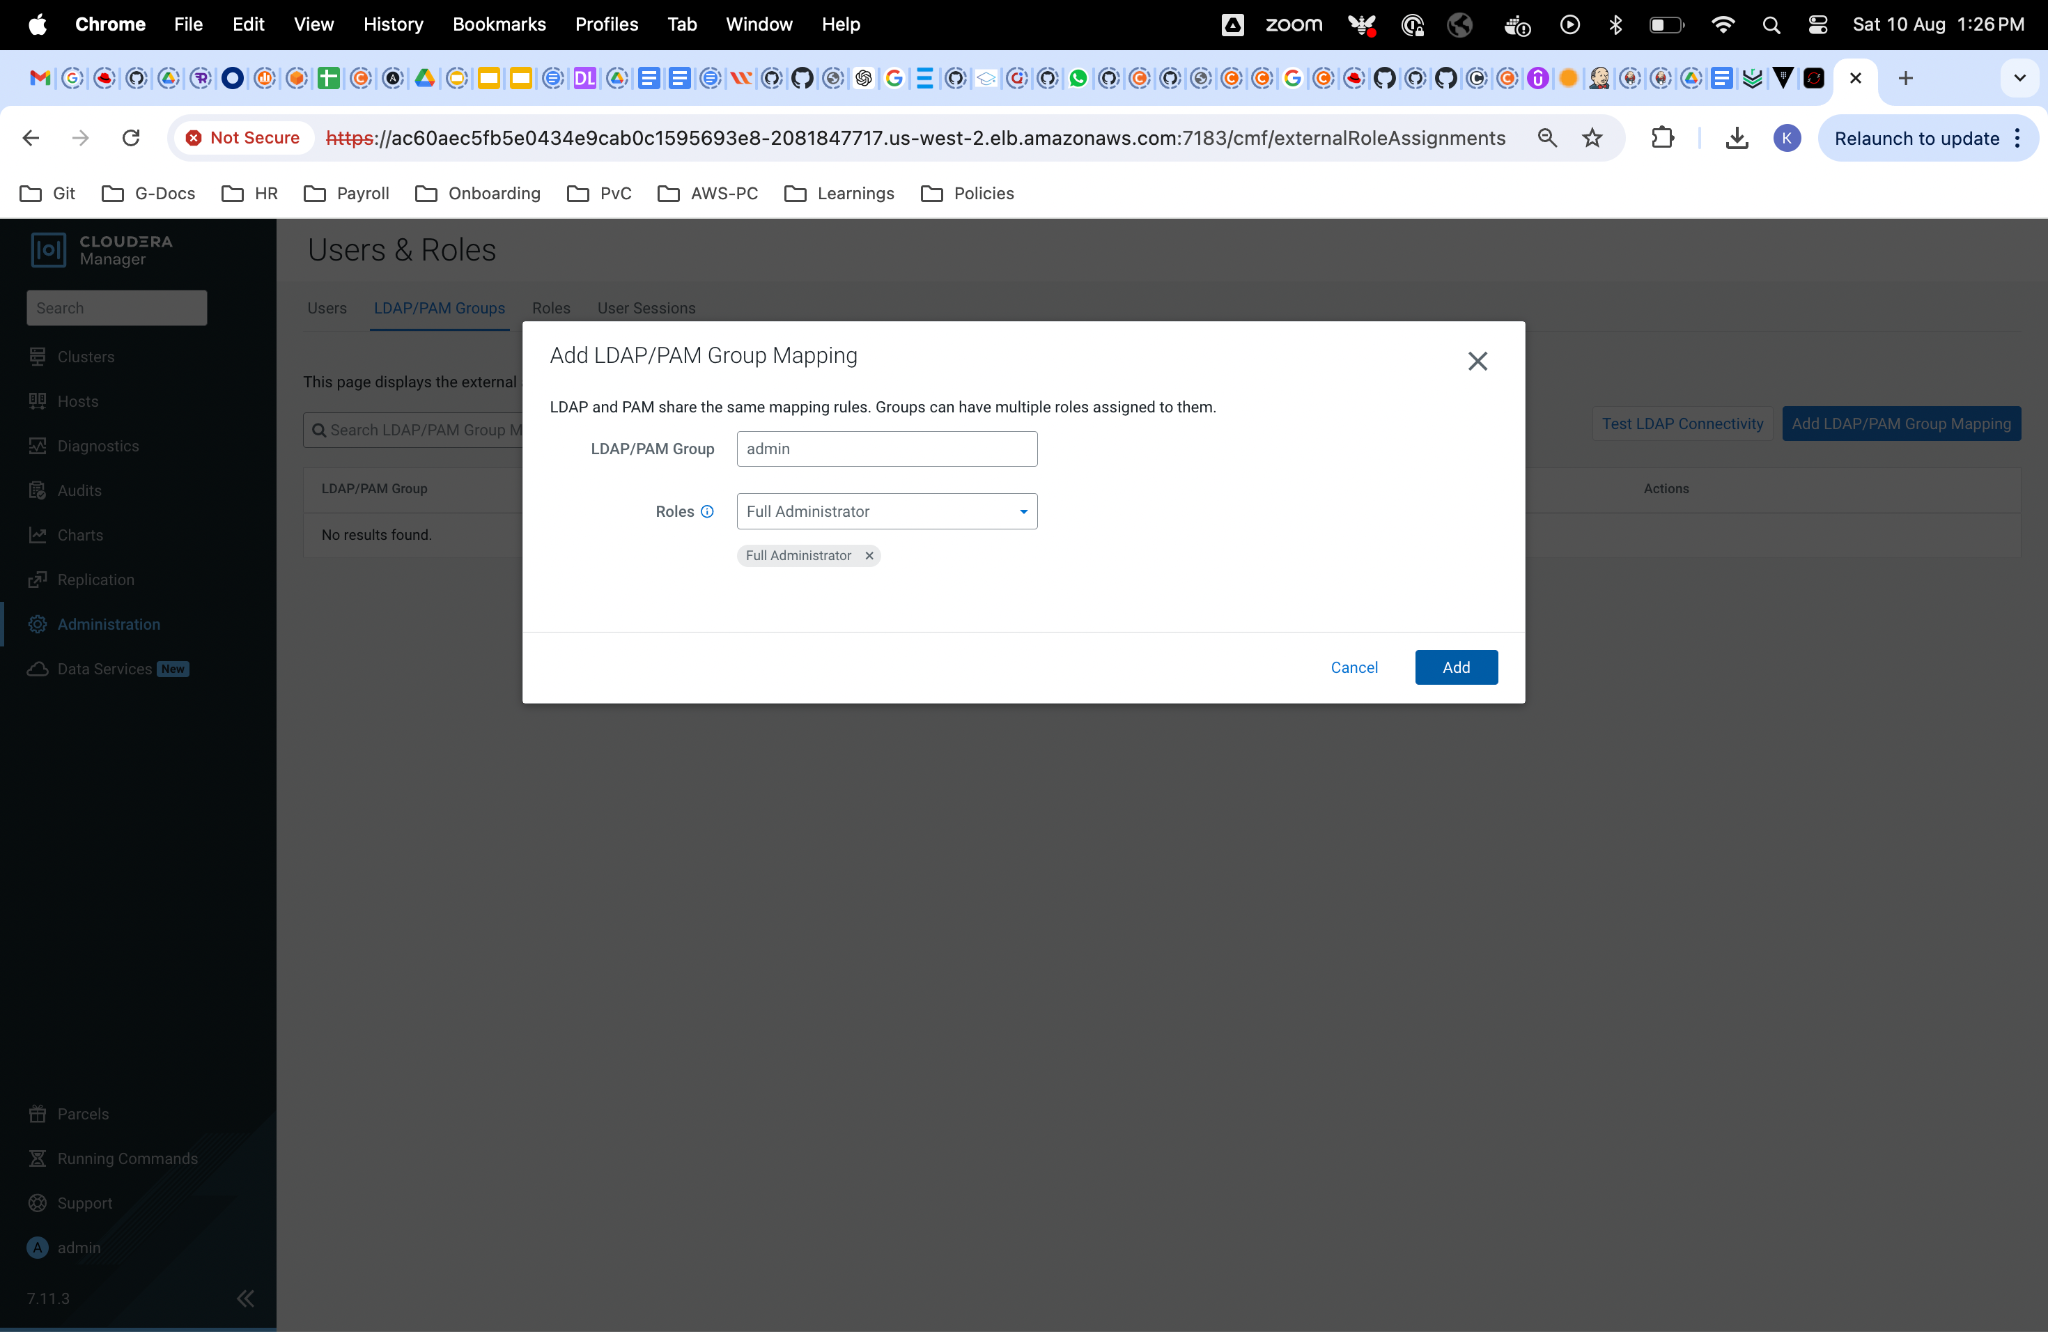 Chrome File Edit View History Bookmarks Profiles Tab Window Help zoom Sat 10 Aug 1:26 PM
DL
Not Secure https://ac60aec5fb5e0434e9cab0c1595693e8-2081847717.us-west-2.elb.amazonaws.com:7183/cmf/externalRoleAssignments K Relaunch to update
Git G-Docs HR Payroll Onboarding PvC AWS-PC Learnings Policies
CLOUDERA
Manager
Search
Clusters
Hosts
Diagnostics
Audits
Charts
Replication
Administration
Data Services New
Parcels
Running Commands
Support
A admin
7.11.3
Users & Roles
Users LDAP/PAM Groups Roles User Sessions
This page displays the external
Search LDAP/PAM Group M
Test LDAP Connectivity Add LDAP/PAM Group Mapping
LDAP/PAM Group Actions
No results found.
Add LDAP/PAM Group Mapping
LDAP and PAM share the same mapping rules. Groups can have multiple roles assigned to them.
LDAP/PAM Group admin
Roles Full Administrator
Full Administrator
Cancel Add